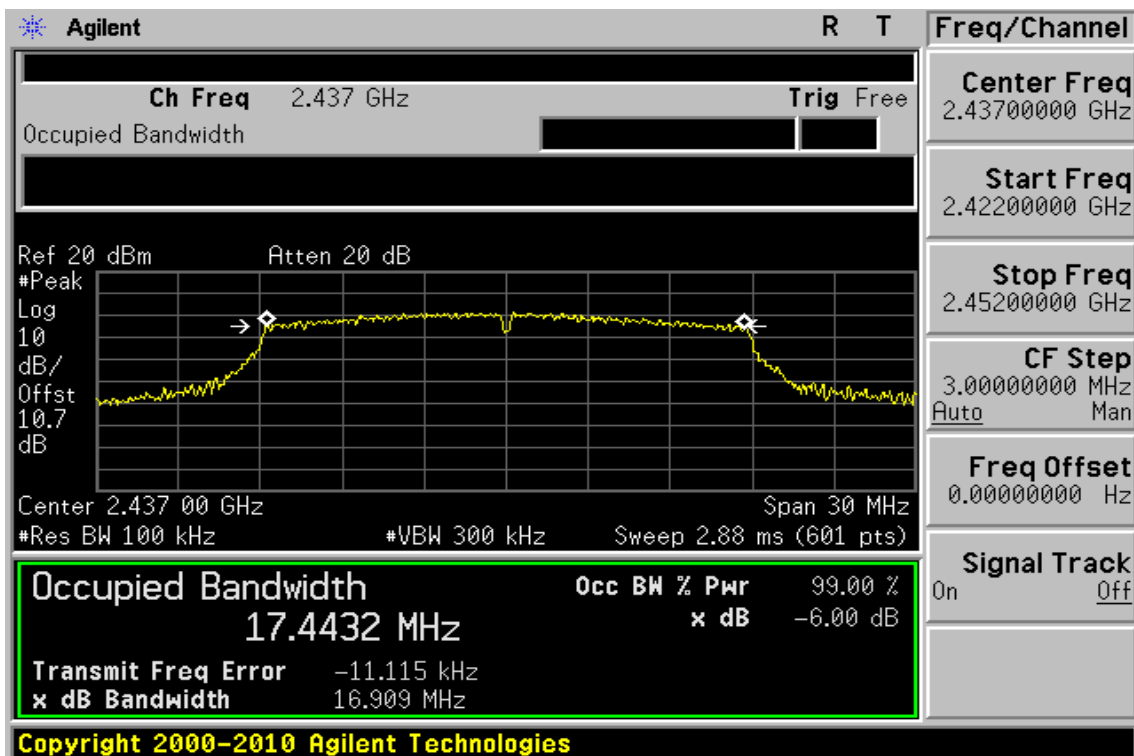 Agilent R T
Ch Freq 2.437 GHz Trig Free
Occupied Bandwidth
Ref 20 dBm Atten 20 dB
#Peak
Log
10
dB/
Offst
10.7
dB
Center 2.437 00 GHz Span 30 MHz
#Res BW 100 kHz #VBW 300 kHz Sweep 2.88 ms (601 pts)
Occupied Bandwidth
17.4432 MHz
Occ BW % Pwr 99.00 %
x dB -6.00 dB
Transmit Freq Error -11.115 kHz
x dB Bandwidth 16.909 MHz
Copyright 2000-2010 Agilent Technologies
Freq/Channel
Center Freq
2.43700000 GHz
Start Freq
2.42200000 GHz
Stop Freq
2.45200000 GHz
CF Step
3.00000000 MHz
Auto Man
Freq Offset
0.00000000 Hz
Signal Track
On Off